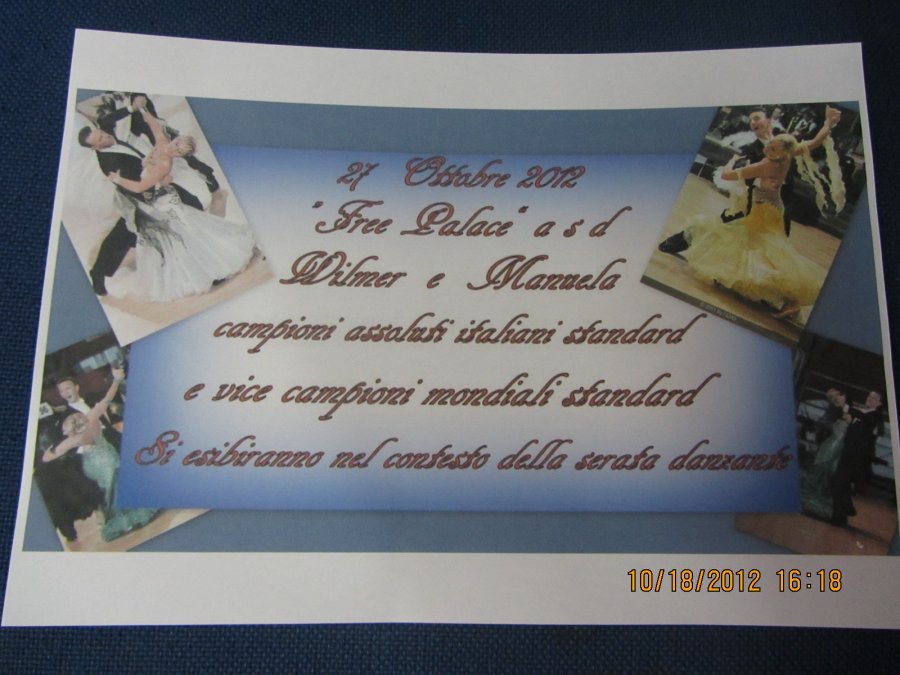 27 Ottobre 2012
"Free Palace" a s d
Wilmer e Manuela
campioni assoluti italiani standard
e vice campioni mondiali standard
Si esibiranno nel contesto della serata danzante
10/18/2012 16:18